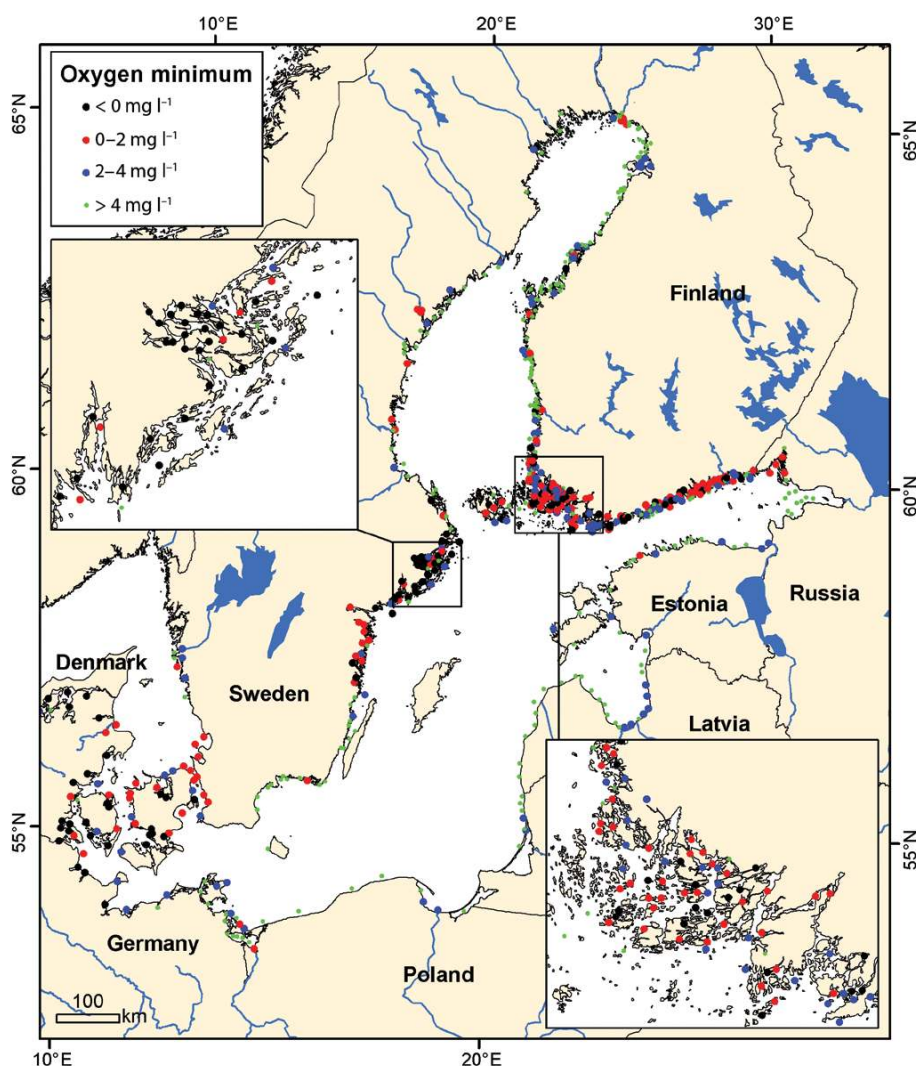 10°E 20°E 30°E
Oxygen minimum
< 0 mg l⁻¹
0–2 mg l⁻¹
2–4 mg l⁻¹
> 4 mg l⁻¹
65°N 65°N
Finland
60°N 60°N
Estonia
Russia
Denmark
Sweden
Latvia
55°N 55°N
Germany
Poland
100
km
10°E 20°E